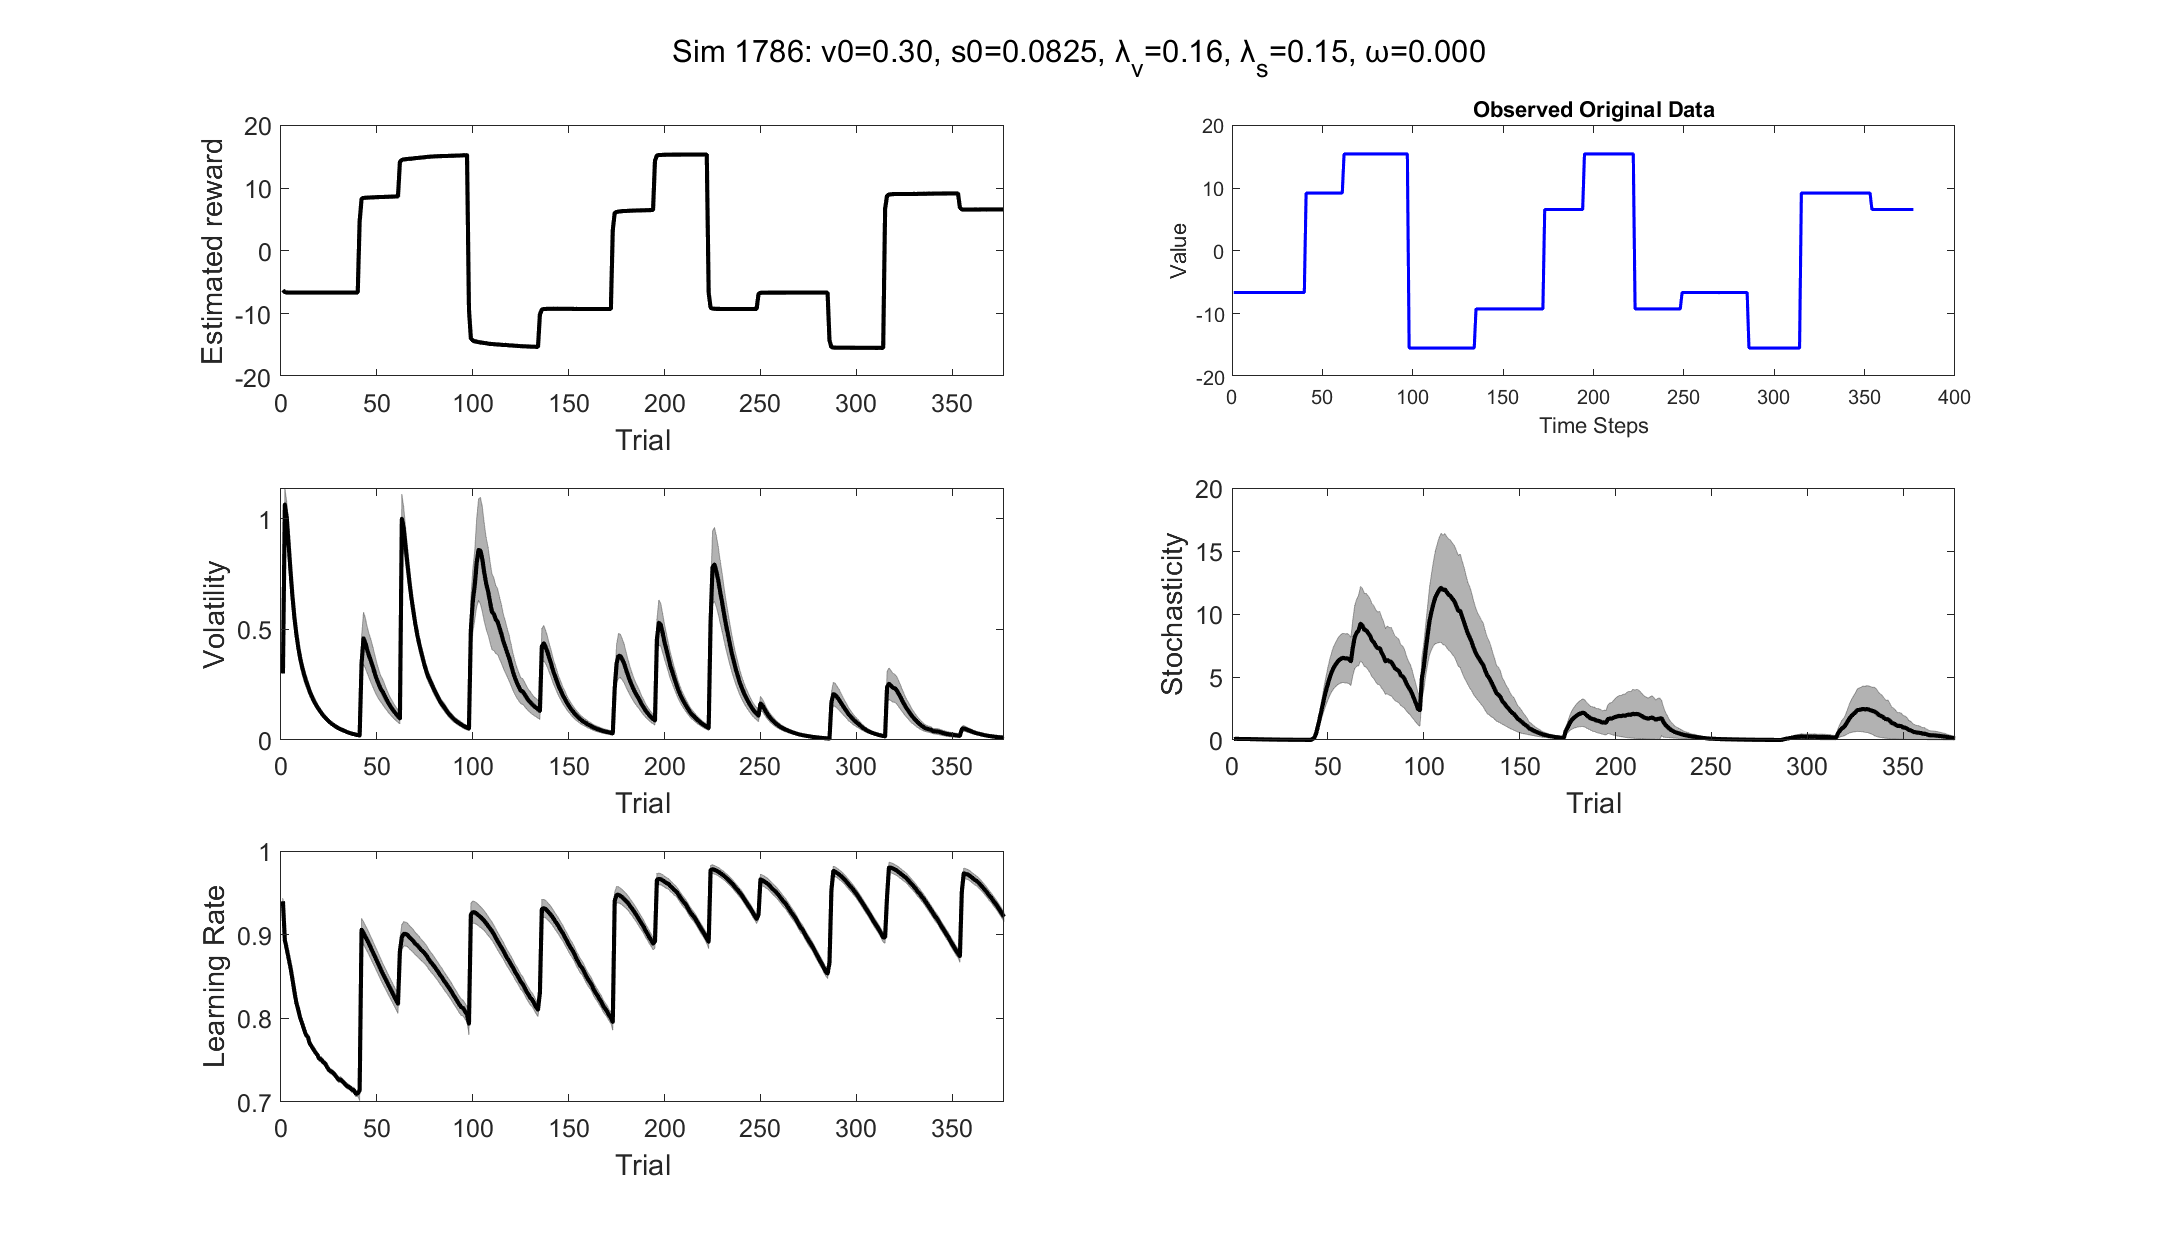 Sim 1786: v0=0.30, s0=0.0825, λv=0.16, λs=0.15, ω=0.000
20
10
0
-10
-20
Estimated reward
0 50 100 150 200 250 300 350
Trial
Observed Original Data
20
10
0
-10
-20
Value
0 50 100 150 200 250 300 350 400
Time Steps
1
0.5
0
Volatility
0 50 100 150 200 250 300 350
Trial
20
15
10
5
0
Stochasticity
0 50 100 150 200 250 300 350
Trial
1
0.9
0.8
0.7
Learning Rate
0 50 100 150 200 250 300 350
Trial